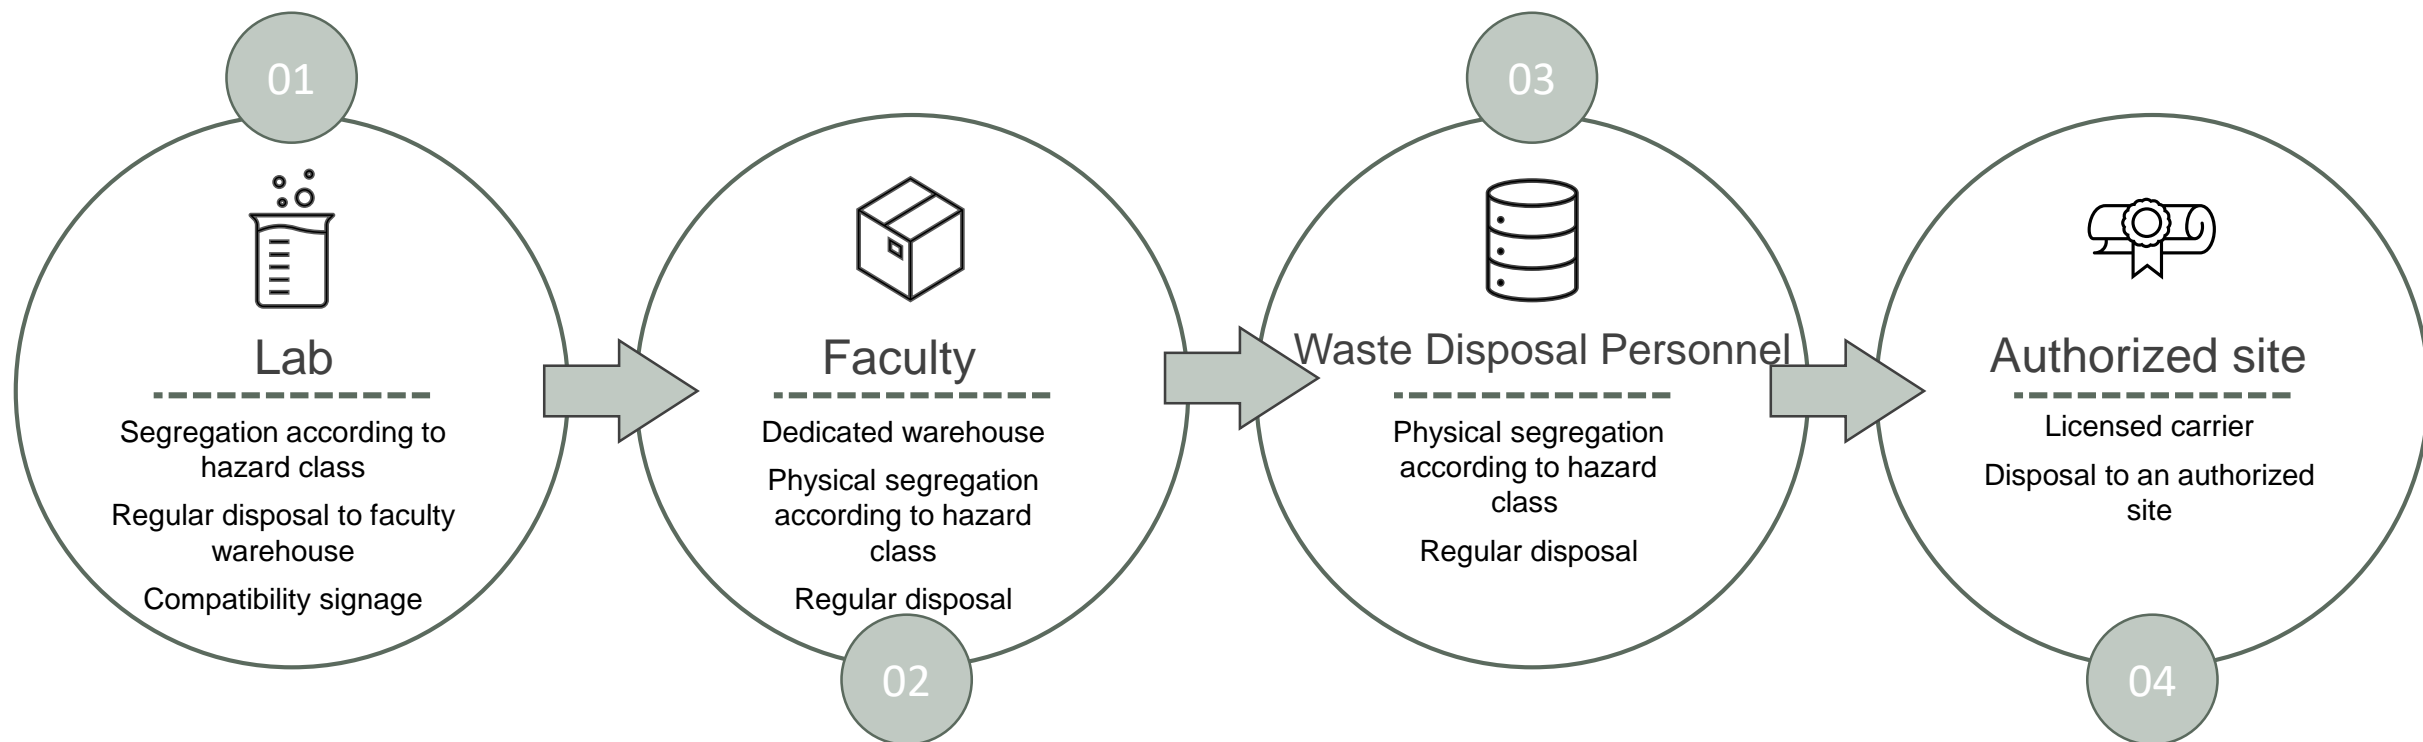 01
Lab
Segregation according to
hazard class
Regular disposal to faculty
warehouse
Compatibility signage
Faculty
Dedicated warehouse
Physical segregation
according to hazard
class
Regular disposal
02
03
Waste Disposal Personnel
Physical segregation
according to hazard
class
Regular disposal
Authorized site
Licensed carrier
Disposal to an authorized
site
04